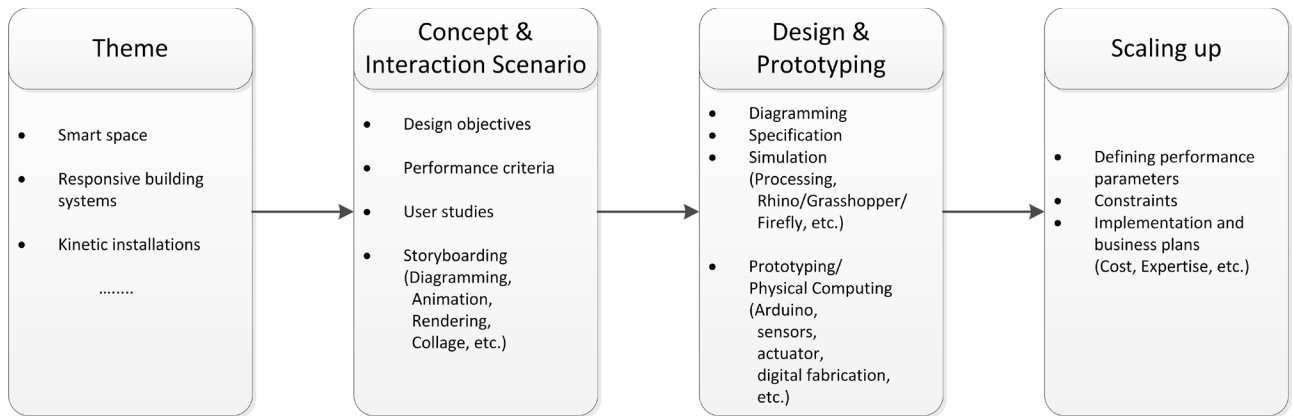 Theme
• Smart space
• Responsive building
systems
• Kinetic installations
........
Concept &
Interaction Scenario
• Design objectives
• Performance criteria
• User studies
• Storyboarding
(Diagramming,
Animation,
Rendering,
Collage, etc.)
Design &
Prototyping
• Diagramming
• Specification
• Simulation
(Processing,
Rhino/Grasshopper/
Firefly, etc.)
• Prototyping/
Physical Computing
(Arduino,
sensors,
actuator,
digital fabrication,
etc.)
Scaling up
• Defining performance
parameters
• Constraints
• Implementation and
business plans
(Cost, Expertise, etc.)